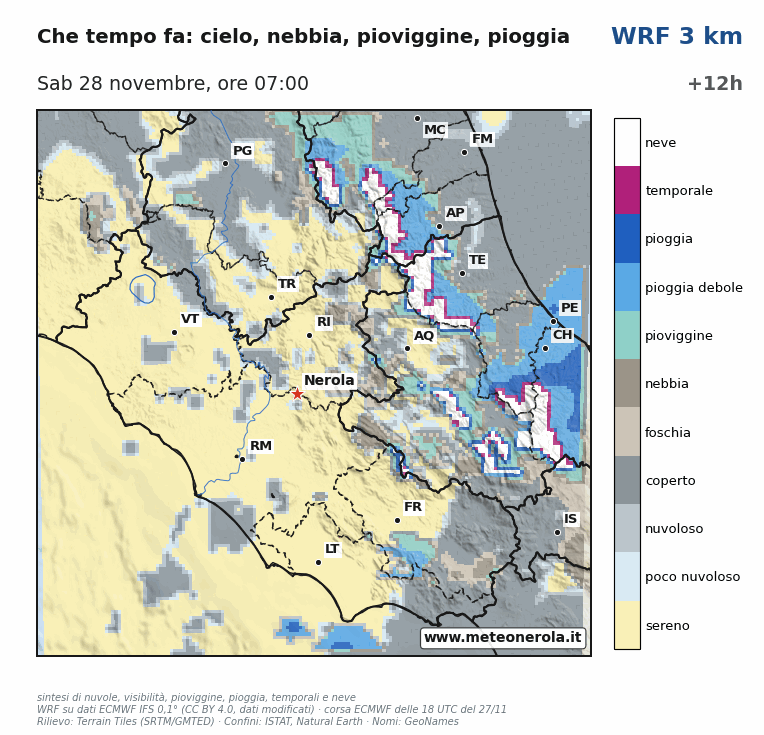 Che tempo fa: cielo, nebbia, pioviggine, pioggia
WRF 3 km
Sab 28 novembre, ore 07:00
+12h
MC
FM
PG
AP
TE
TR
PE
VT
RI
AQ
CH
Nerola
RM
FR
IS
LT
www.meteonerola.it
neve
temporale
pioggia
pioggia debole
pioviggine
nebbia
foschia
coperto
nuvoloso
poco nuvoloso
sereno
sintesi di nuvole, visibilità, pioviggine, pioggia, temporali e neve
WRF su dati ECMWF IFS 0,1° (CC BY 4.0, dati modificati) · corsa ECMWF delle 18 UTC del 27/11
Rilievo: Terrain Tiles (SRTM/GMTED) · Confini: ISTAT, Natural Earth · Nomi: GeoNames